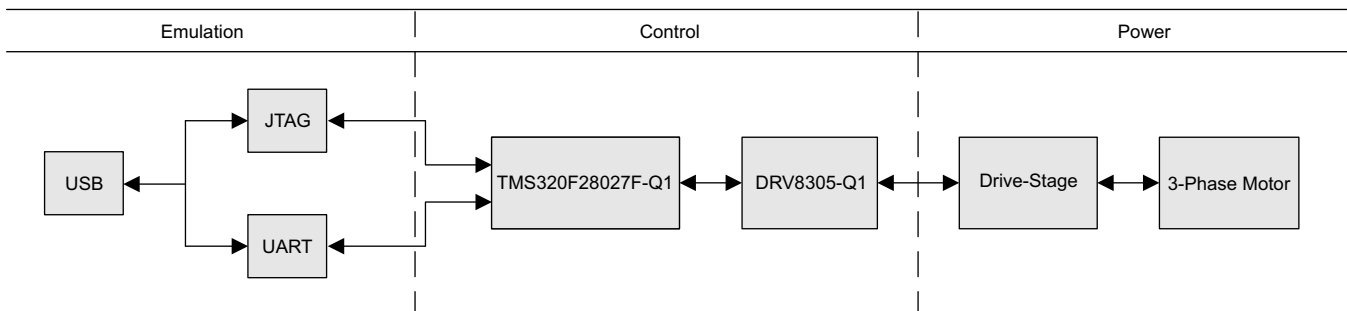 Emulation
Control
Power
JTAG
USB
TMS320F28027F-Q1
DRV8305-Q1
Drive-Stage
3-Phase Motor
UART